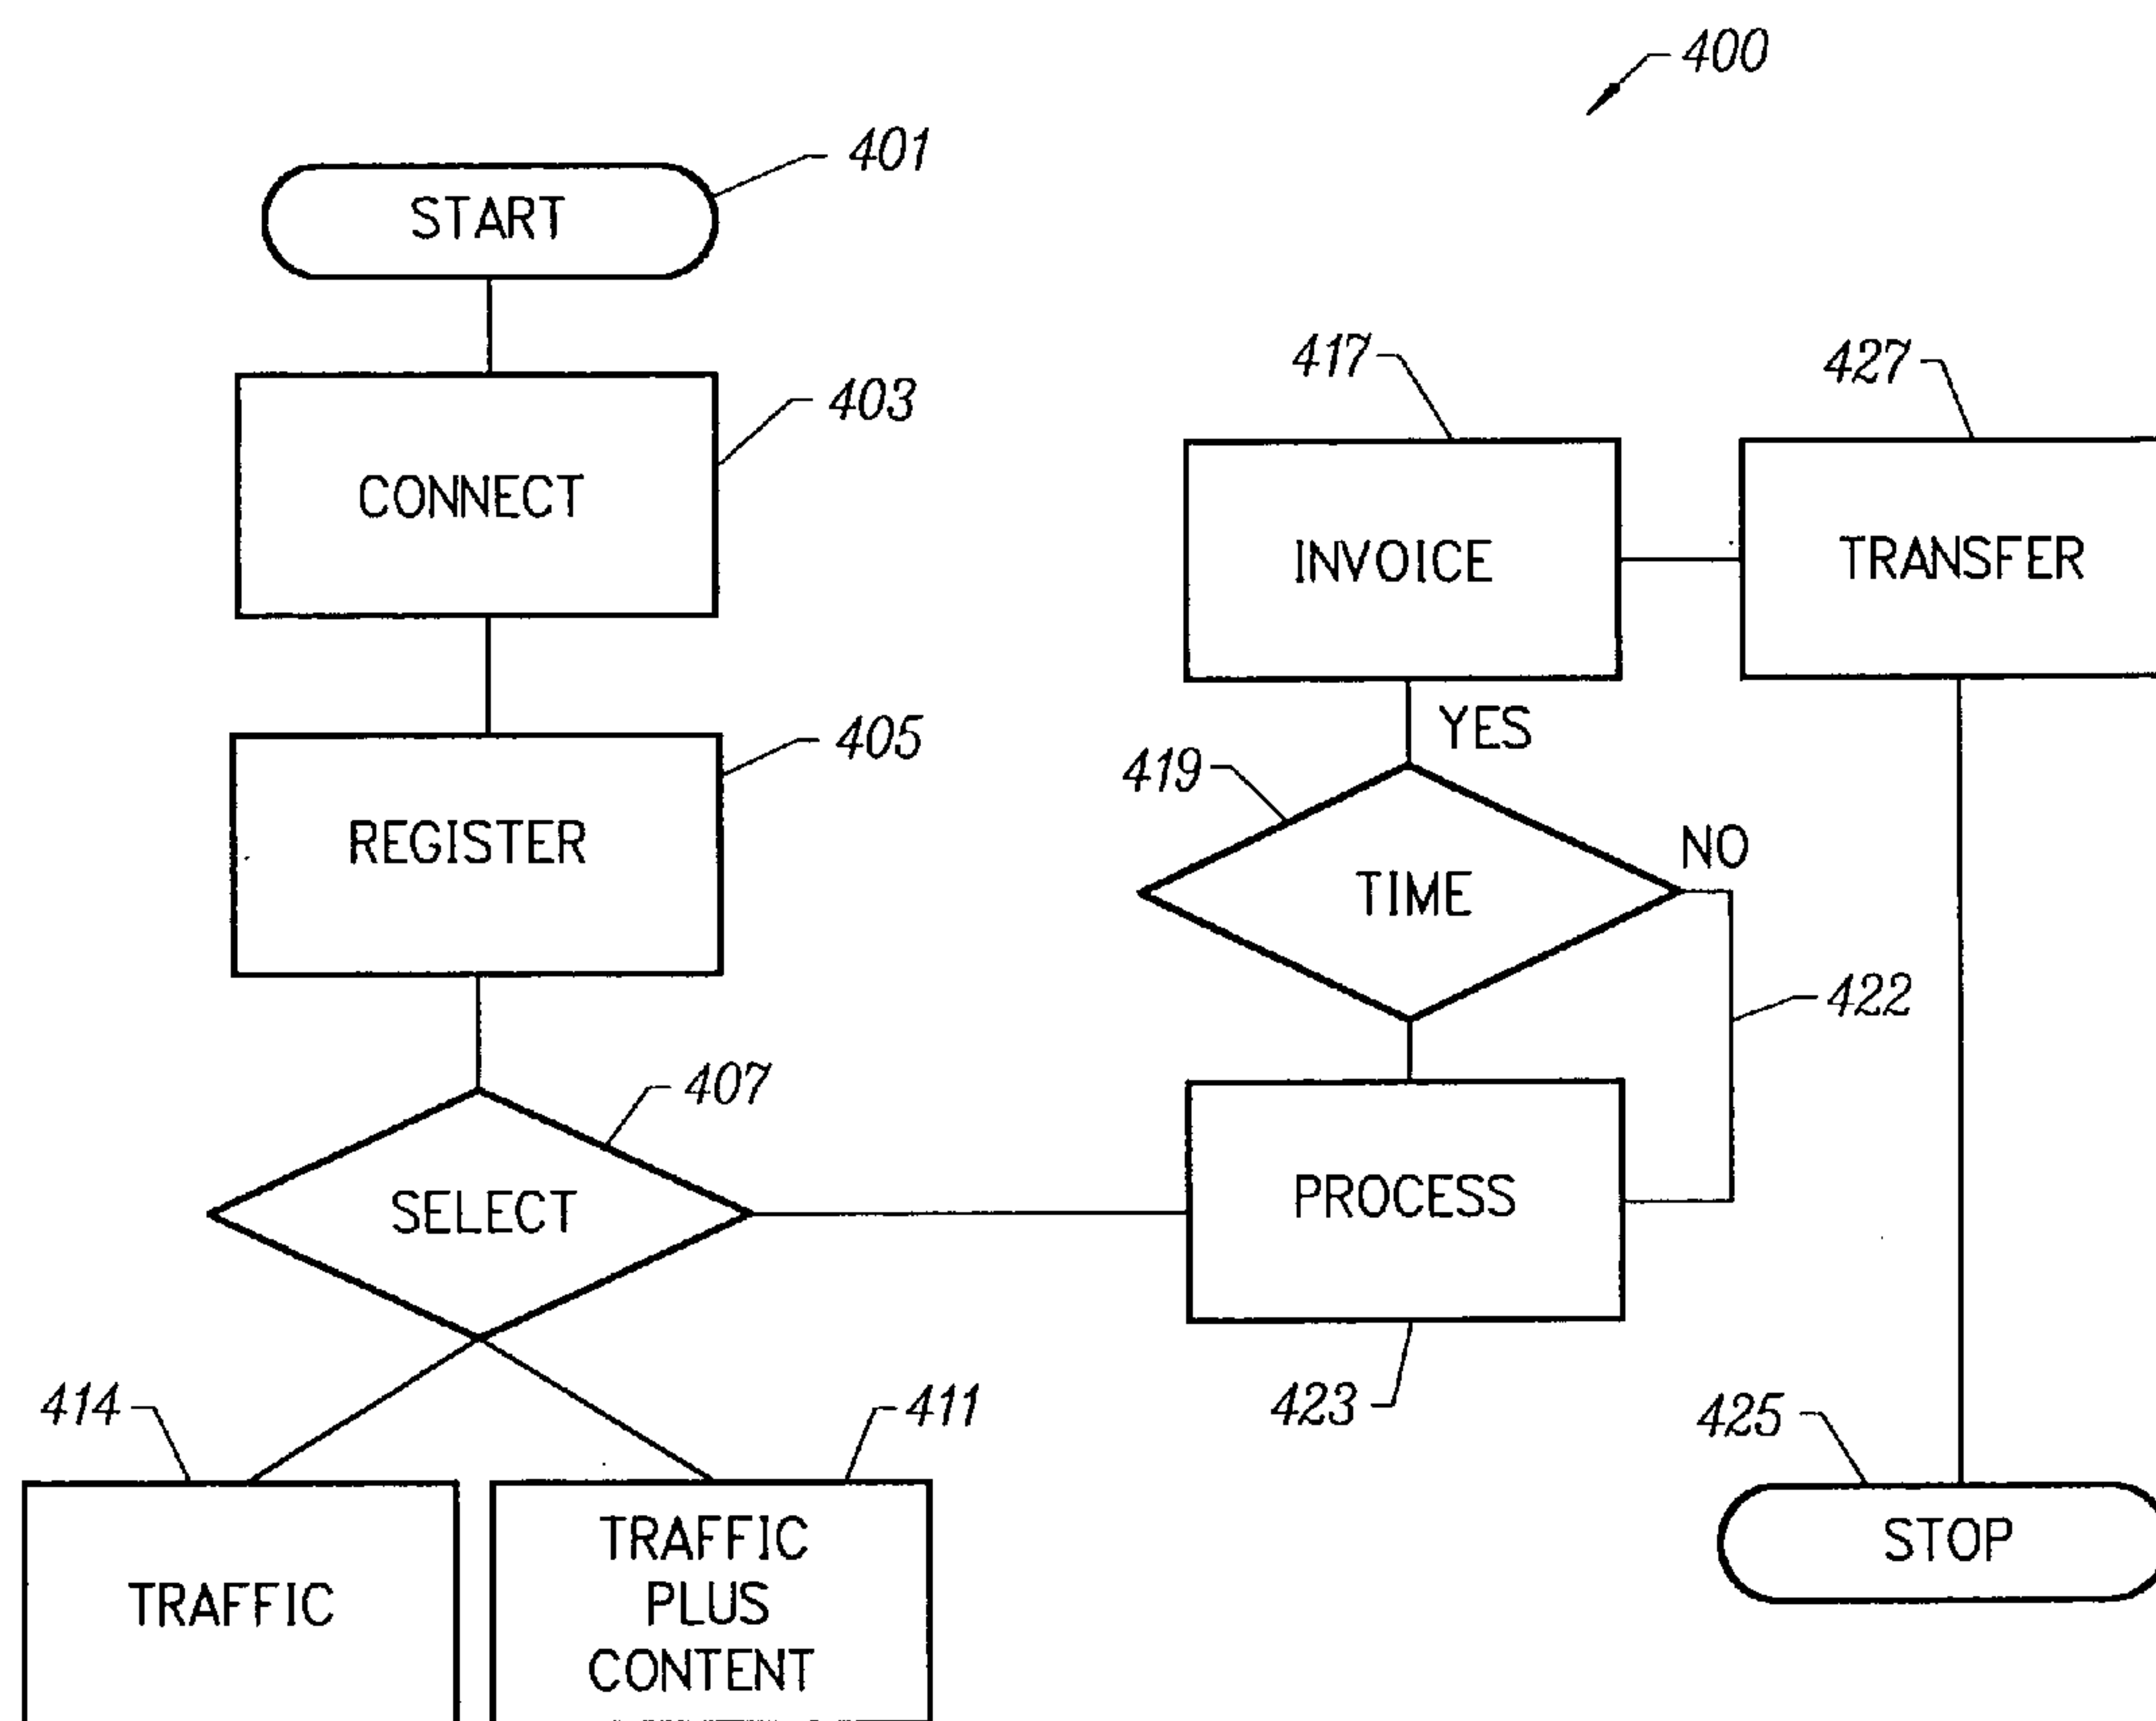 400
401
START
403
CONNECT
405
REGISTER
407
SELECT
414
TRAFFIC
411
TRAFFIC
PLUS
CONTENT
417
INVOICE
427
TRANSFER
YES
419
TIME
NO
422
PROCESS
423
425
STOP